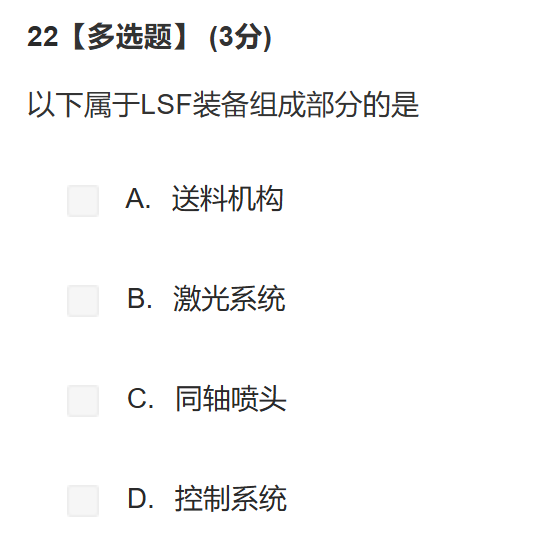 22【多选题】 (3分)
以下属于LSF装备组成部分的是
A. 送料机构
B. 激光系统
C. 同轴喷头
D. 控制系统